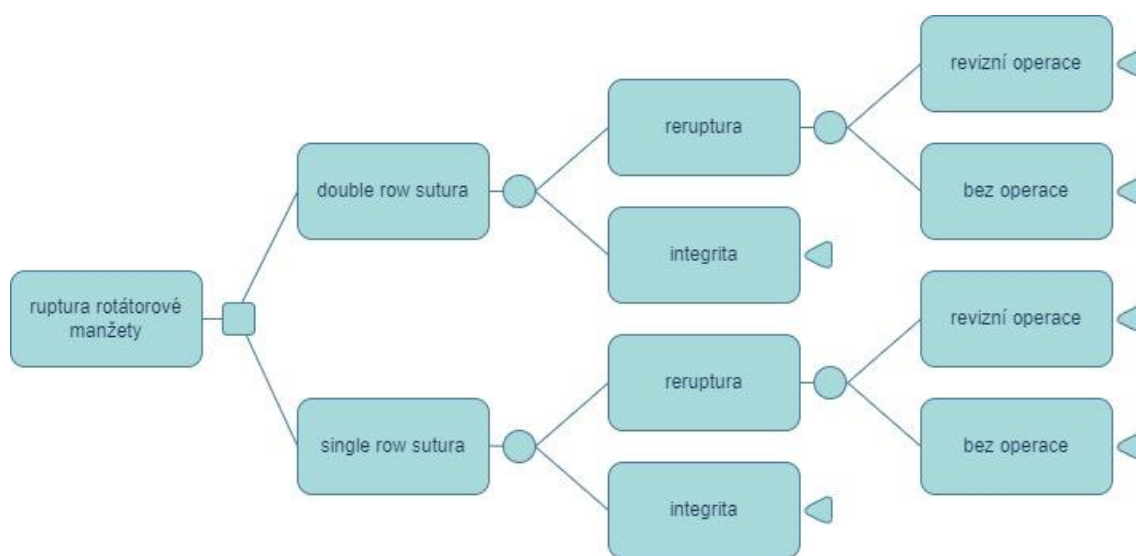 revizní operace
reruptura
double row sutura
bez operace
integrita
ruptura rotátorové
manžety
revizní operace
reruptura
single row sutura
bez operace
integrita